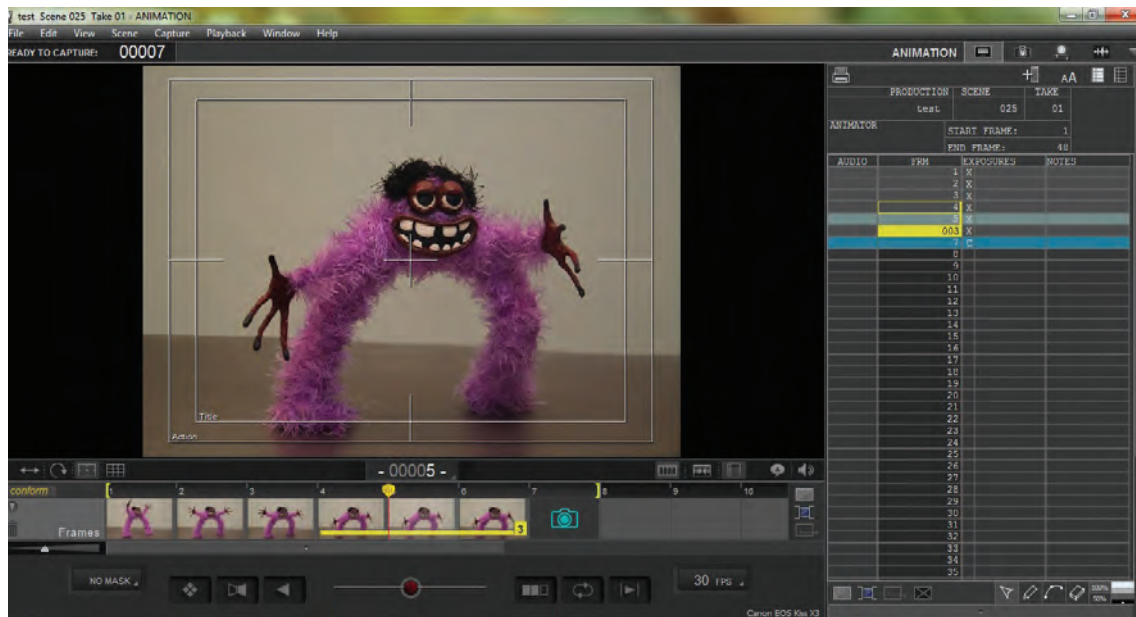 test Scene 025 Take 01 - ANIMATION
File Edit View Scene Capture Playback Window Help
READY TO CAPTURE: 00007
ANIMATION
AA
PRODUCTION SCENE TAKE
test 025 01
ANIMATOR
START FRAME: 1
END FRAME: 48
AUDIO FRM EXPOSURES NOTES
1 X
2 X
3 X
4 X
5 X
003 X
7 C
8
9
10
11
12
13
14
15
16
17
18
19
20
21
22
23
24
25
26
27
28
29
30
31
32
33
34
35
Title
Action
- 00005 -
conform 1 2 3 4 6 7 8 9 10
Frames 3
NO MASK
30 FPS
100%
50%
Canon EOS Kiss X3